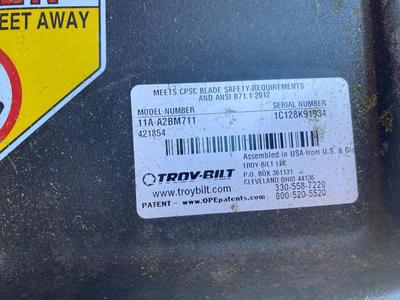 EET AWAY
MEETS CPSC BLADE SAFETY REQUIREMENTS
AND ANSI B71.1-2012
MODEL NUMBER
SERIAL NUMBER
11A-A2BM711
1C128K91934
421854
Assembled in USA from U.S. & Glo
TROY-BILT LLC
P.O. BOX 361131
CLEVELAND OHIO 44136
TROY-BILT
www.troybilt.com
330-558-7220
800-520-5520
PATENT - www.OPEpatents.com